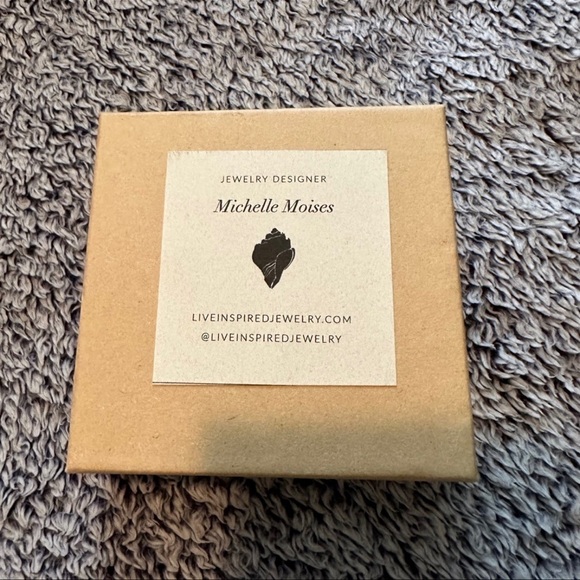 JEWELRY DESIGNER
Michelle Moises
LIVEINSPIREDJEWELRY.COM
@LIVEINSPIREDJEWELRY